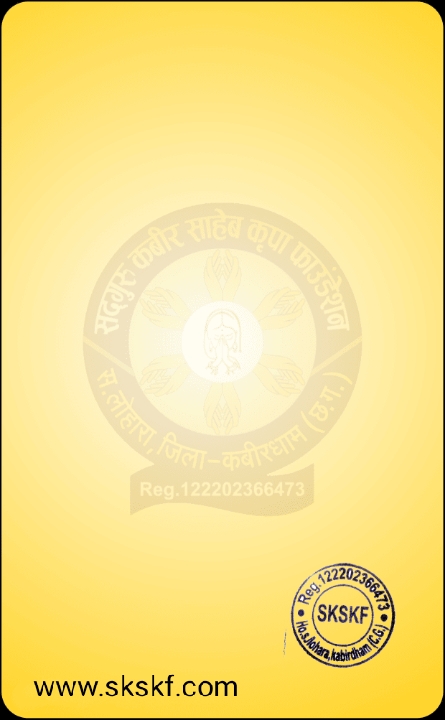 सद्गुरु कबीर साहेब कृपा फाउंडेशन
स.लोहारा, जिला-कबीरधाम (छ.ग.)
Reg.122202366473
Reg.122202366473
SKSKF
Ho.s.lohara,kabirdham (C.G.)
www.skskf.com